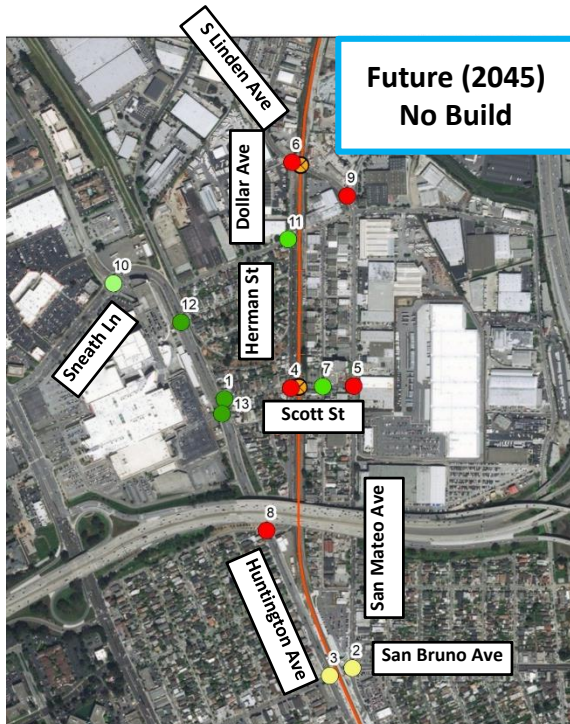 S Linden Ave
Future (2045)
No Build
Dollar Ave
6
9
11
10
Herman St
12
Sneath Ln
4
7
5
1
13
Scott St
8
San Mateo Ave
Huntington Ave
3
2
San Bruno Ave